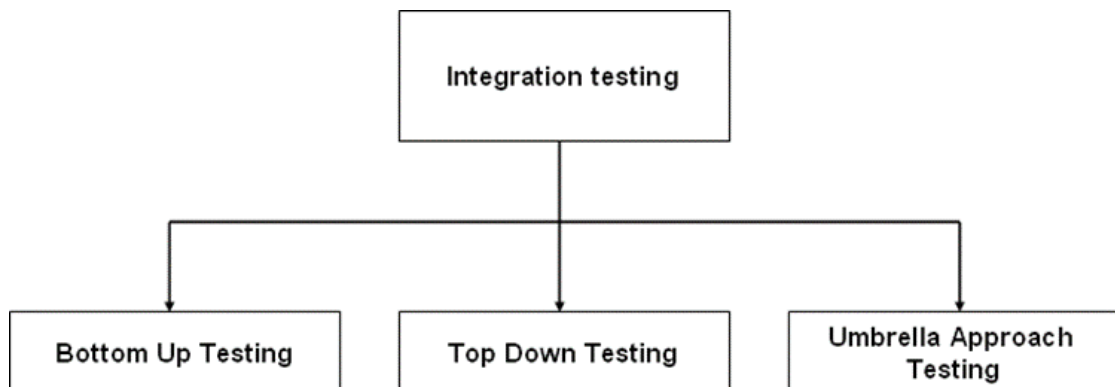 Integration testing
Bottom Up Testing
Top Down Testing
Umbrella Approach
Testing